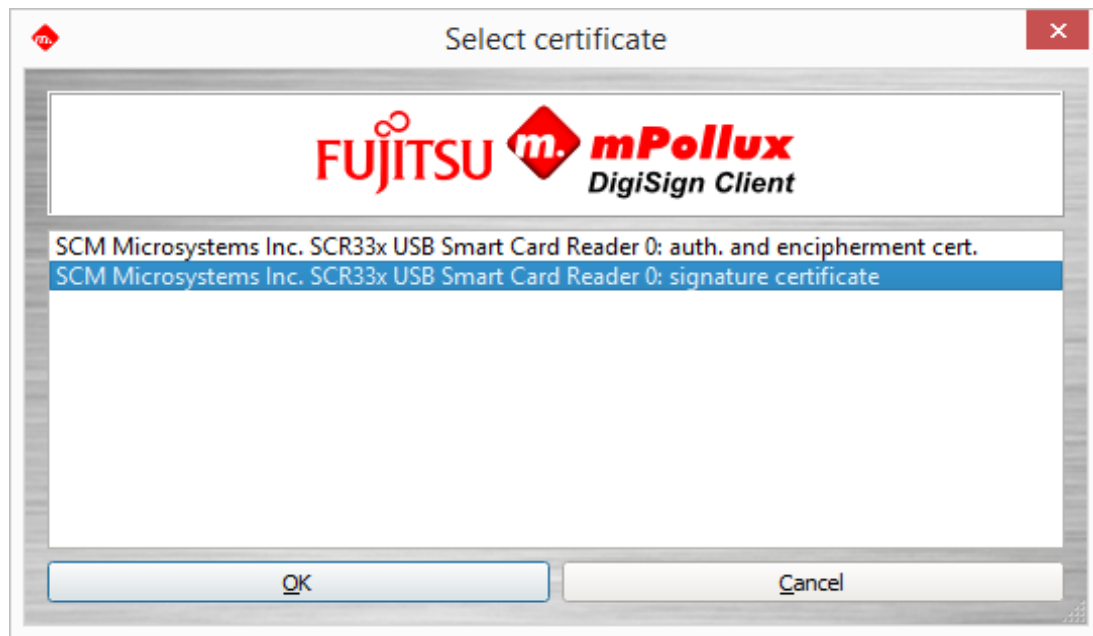 m.
Select certificate
FUJITSU m. mPollux
DigiSign Client
SCM Microsystems Inc. SCR33x USB Smart Card Reader 0: auth. and encipherment cert.
SCM Microsystems Inc. SCR33x USB Smart Card Reader 0: signature certificate
OK
Cancel